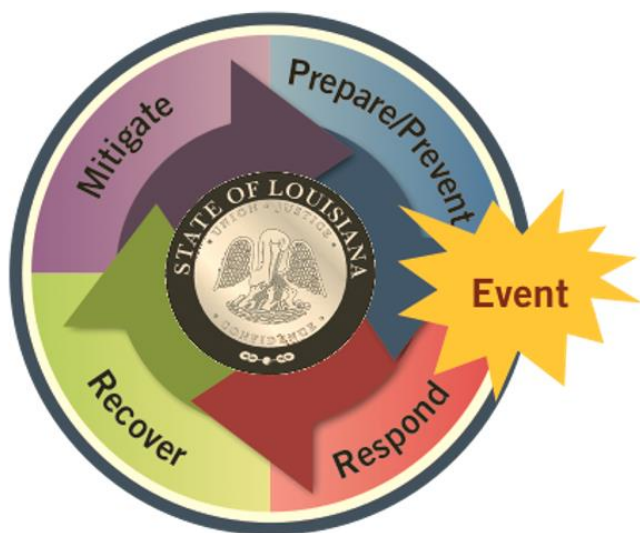 Mitigate
Prepare/Prevent
STATE OF LOUISIANA
UNION · JUSTICE
CONFIDENCE
Event
Recover
Respond